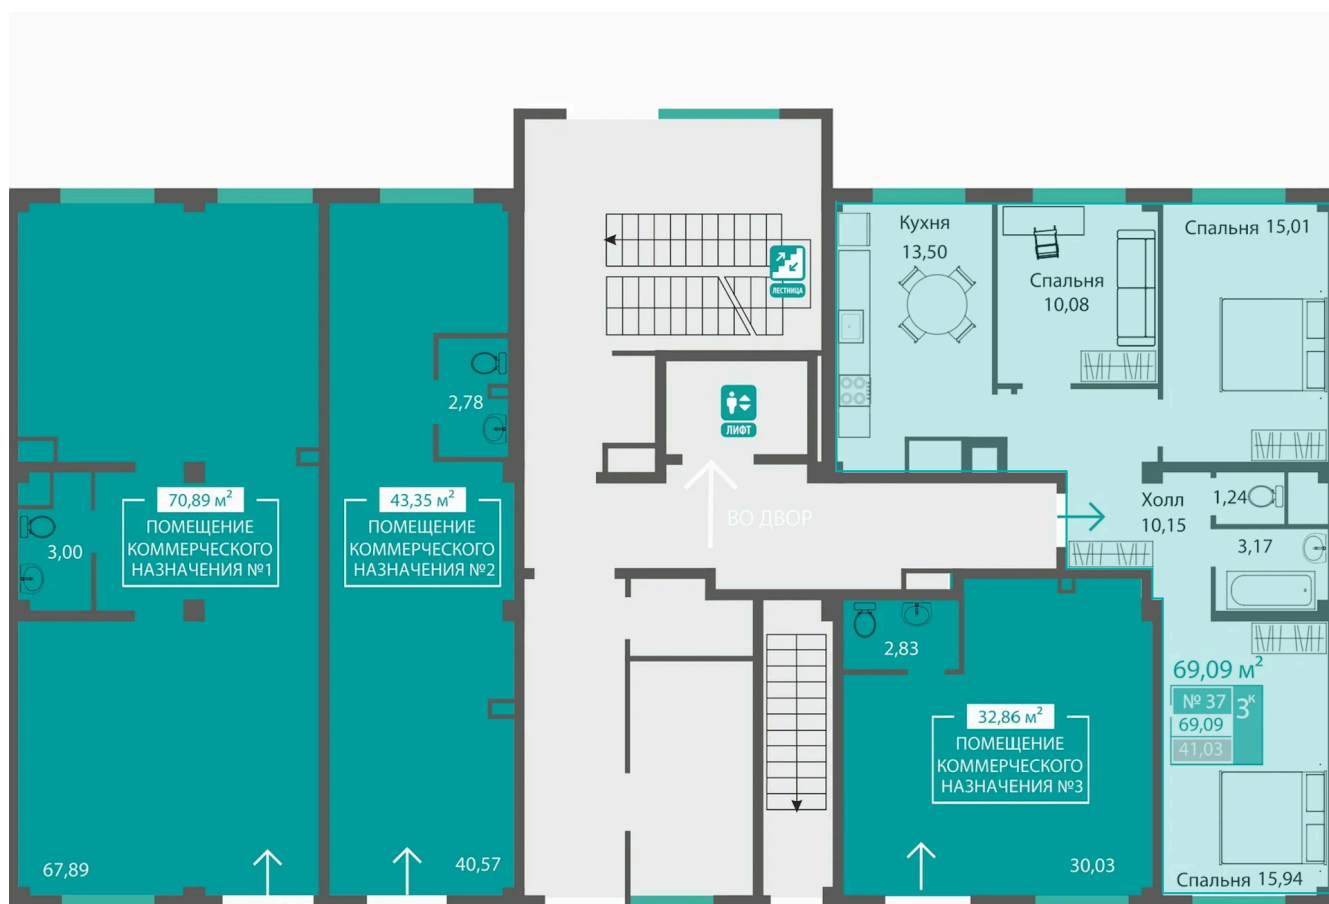 Кухня
13,50
Спальня
10,08
Спальня 15,01
ЛЕСТНИЦА
ЛИФТ
2,78
70,89 м²
ПОМЕЩЕНИЕ
КОММЕРЧЕСКОГО
НАЗНАЧЕНИЯ №1
43,35 м²
ПОМЕЩЕНИЕ
КОММЕРЧЕСКОГО
НАЗНАЧЕНИЯ №2
3,00
ВО ДВОР
Холл
10,15
1,24
3,17
2,83
69,09 м²
№ 37
69,09
41,03
3к
32,86 м²
ПОМЕЩЕНИЕ
КОММЕРЧЕСКОГО
НАЗНАЧЕНИЯ №3
67,89
40,57
30,03
Спальня 15,94